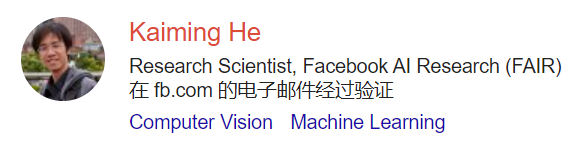 Kaiming He
Research Scientist, Facebook AI Research (FAIR)
在 fb.com 的电子邮件经过验证
Computer Vision Machine Learning